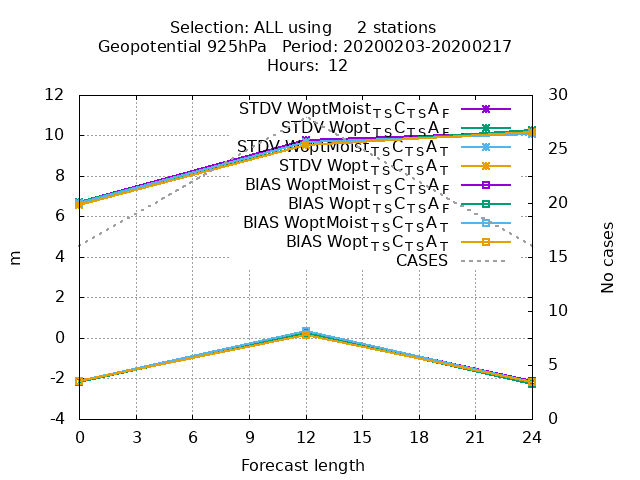 Selection: ALL using     2 stations
Geopotential 925hPa   Period: 20200203-20200217
Hours:  12
STDV WoptMoist_TS C_TS A_F
STDV Wopt_TS C_TS A_F
STDV WoptMoist_TS C_TS A_T
STDV Wopt_TS C_TS A_T
BIAS WoptMoist_TS C_TS A_F
BIAS Wopt_TS C_TS A_F
BIAS WoptMoist_TS C_TS A_T
BIAS Wopt_TS C_TS A_T
CASES
12
10
8
6
4
2
0
-2
-4
m
30
25
20
15
10
5
0
No cases
0 3 6 9 12 15 18 21 24
Forecast length